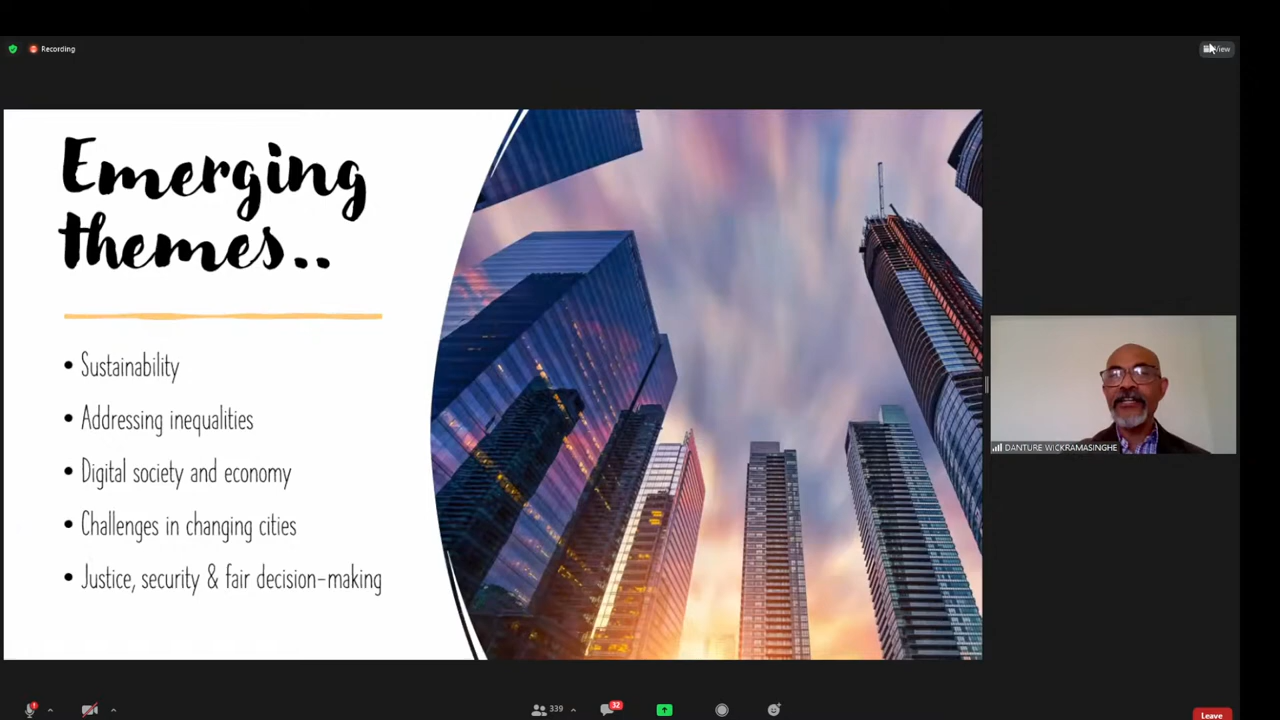 Recording
View
Emerging
themes..
• Sustainability
• Addressing inequalities
• Digital society and economy
• Challenges in changing cities
• Justice, security & fair decision-making
DANTURE WICKRAMASINGHE
339
32
Leave